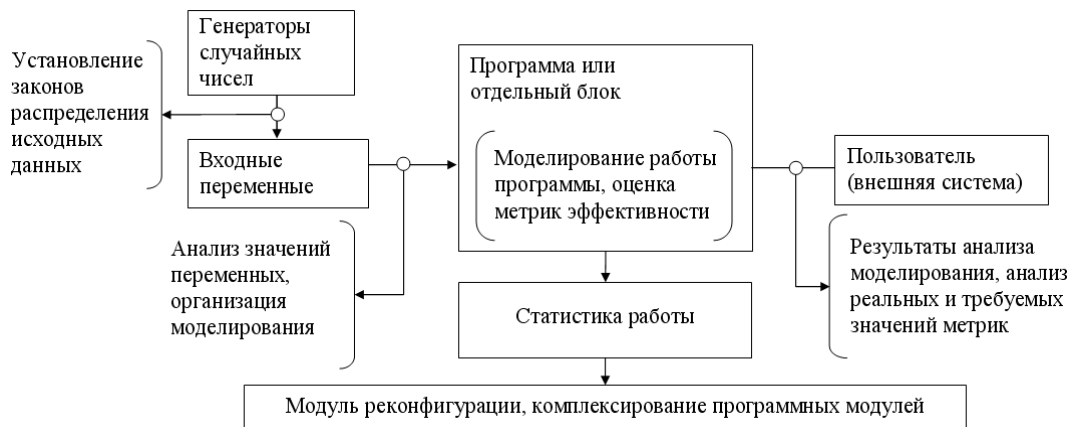 Генераторы
случайных
чисел
Установление
законов
распределения
исходных
данных
Входные
переменные
Анализ значений
переменных,
организация
моделирования
Программа или
отдельный блок
Моделирование работы
программы, оценка
метрик эффективности
Пользователь
(внешняя система)
Результаты анализа
моделирования, анализ
реальных и требуемых
значений метрик
Статистика работы
Модуль реконфигурации, комплексирование программных модулей